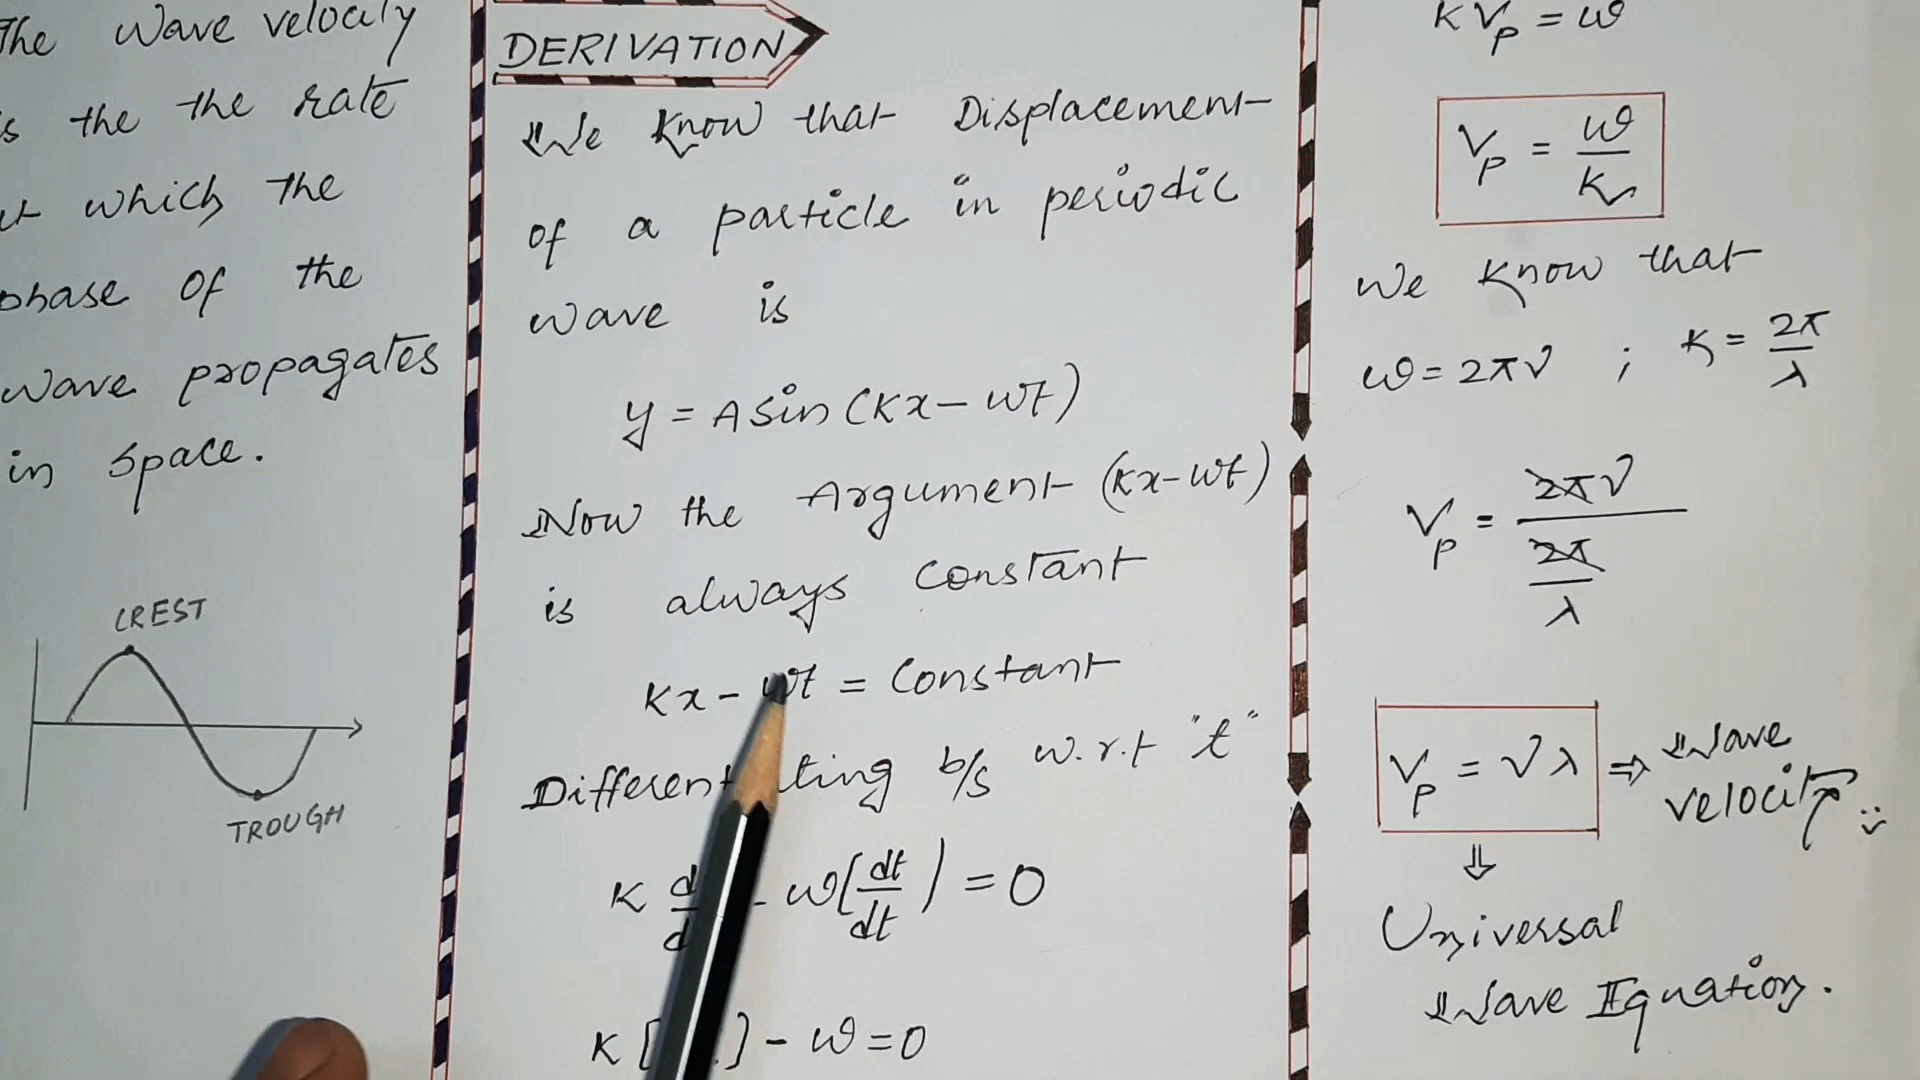 The Wave velocity
is the the rate
at which the
phase of the
wave propagates
in space.
CREST
TROUGH
DERIVATION
We know that Displacement
of a particle in periodic
wave is
y = A sin (Kx - ωt)
Now the Argument (Kx - ωt)
is always constant
Kx - ωt = Constant
Differentiating b/s w.r.t "t"
K d/d - ω(dt/dt) = 0
K [ ] - ω = 0
K Vp = ω
Vp = ω/K
We know that
ω = 2πν ; K = 2π/λ
Vp = 2πν / (2π/λ)
Vp = νλ ⇒ Wave
velocity
⇓
Universal
Wave Equation.